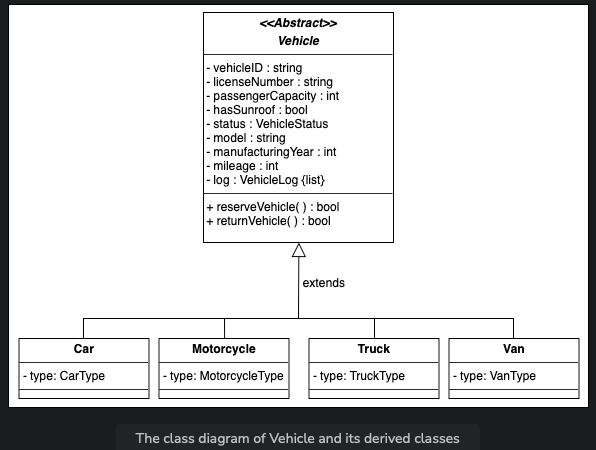 <<Abstract>>
Vehicle
- vehicleID : string
- licenseNumber : string
- passengerCapacity : int
- hasSunroof : bool
- status : VehicleStatus
- model : string
- manufacturingYear : int
- mileage : int
- log : VehicleLog {list}
+ reserveVehicle( ) : bool
+ returnVehicle( ) : bool
extends
Car
- type: CarType
Motorcycle
- type: MotorcycleType
Truck
- type: TruckType
Van
- type: VanType
The class diagram of Vehicle and its derived classes